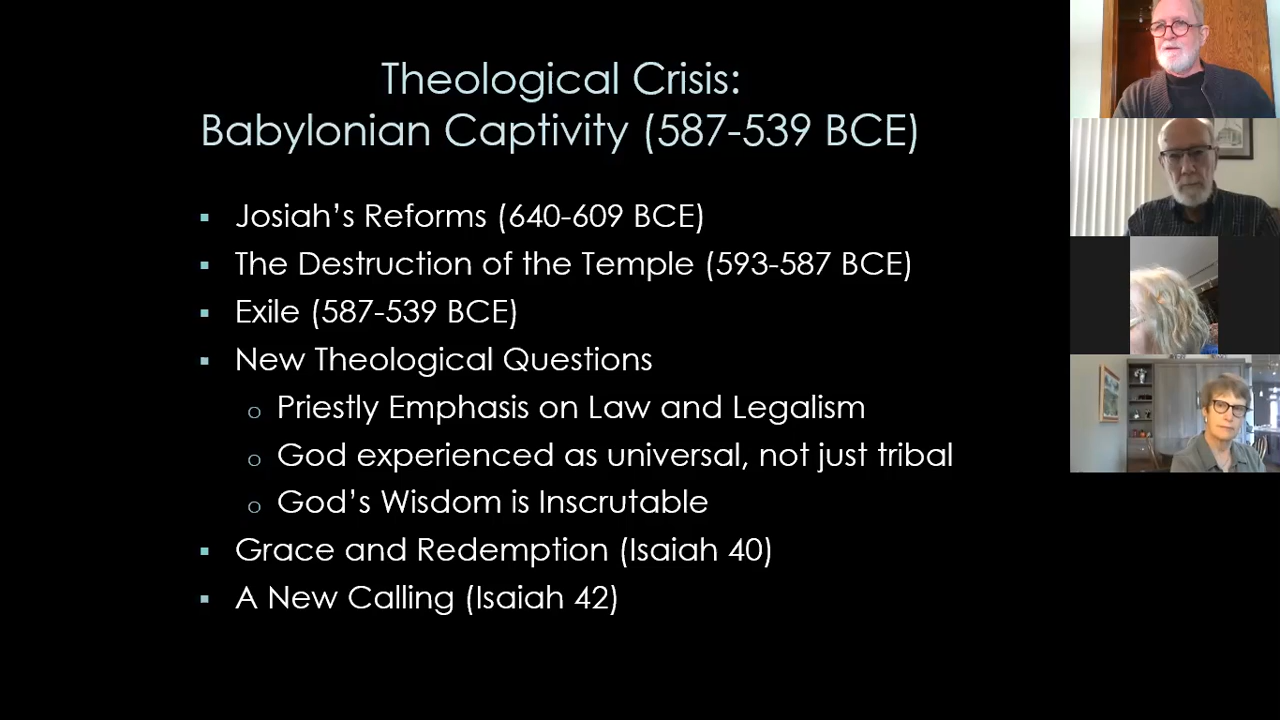 Theological Crisis:
Babylonian Captivity (587-539 BCE)
▪ Josiah's Reforms (640-609 BCE)
▪ The Destruction of the Temple (593-587 BCE)
▪ Exile (587-539 BCE)
▪ New Theological Questions
o Priestly Emphasis on Law and Legalism
o God experienced as universal, not just tribal
o God's Wisdom is Inscrutable
▪ Grace and Redemption (Isaiah 40)
▪ A New Calling (Isaiah 42)